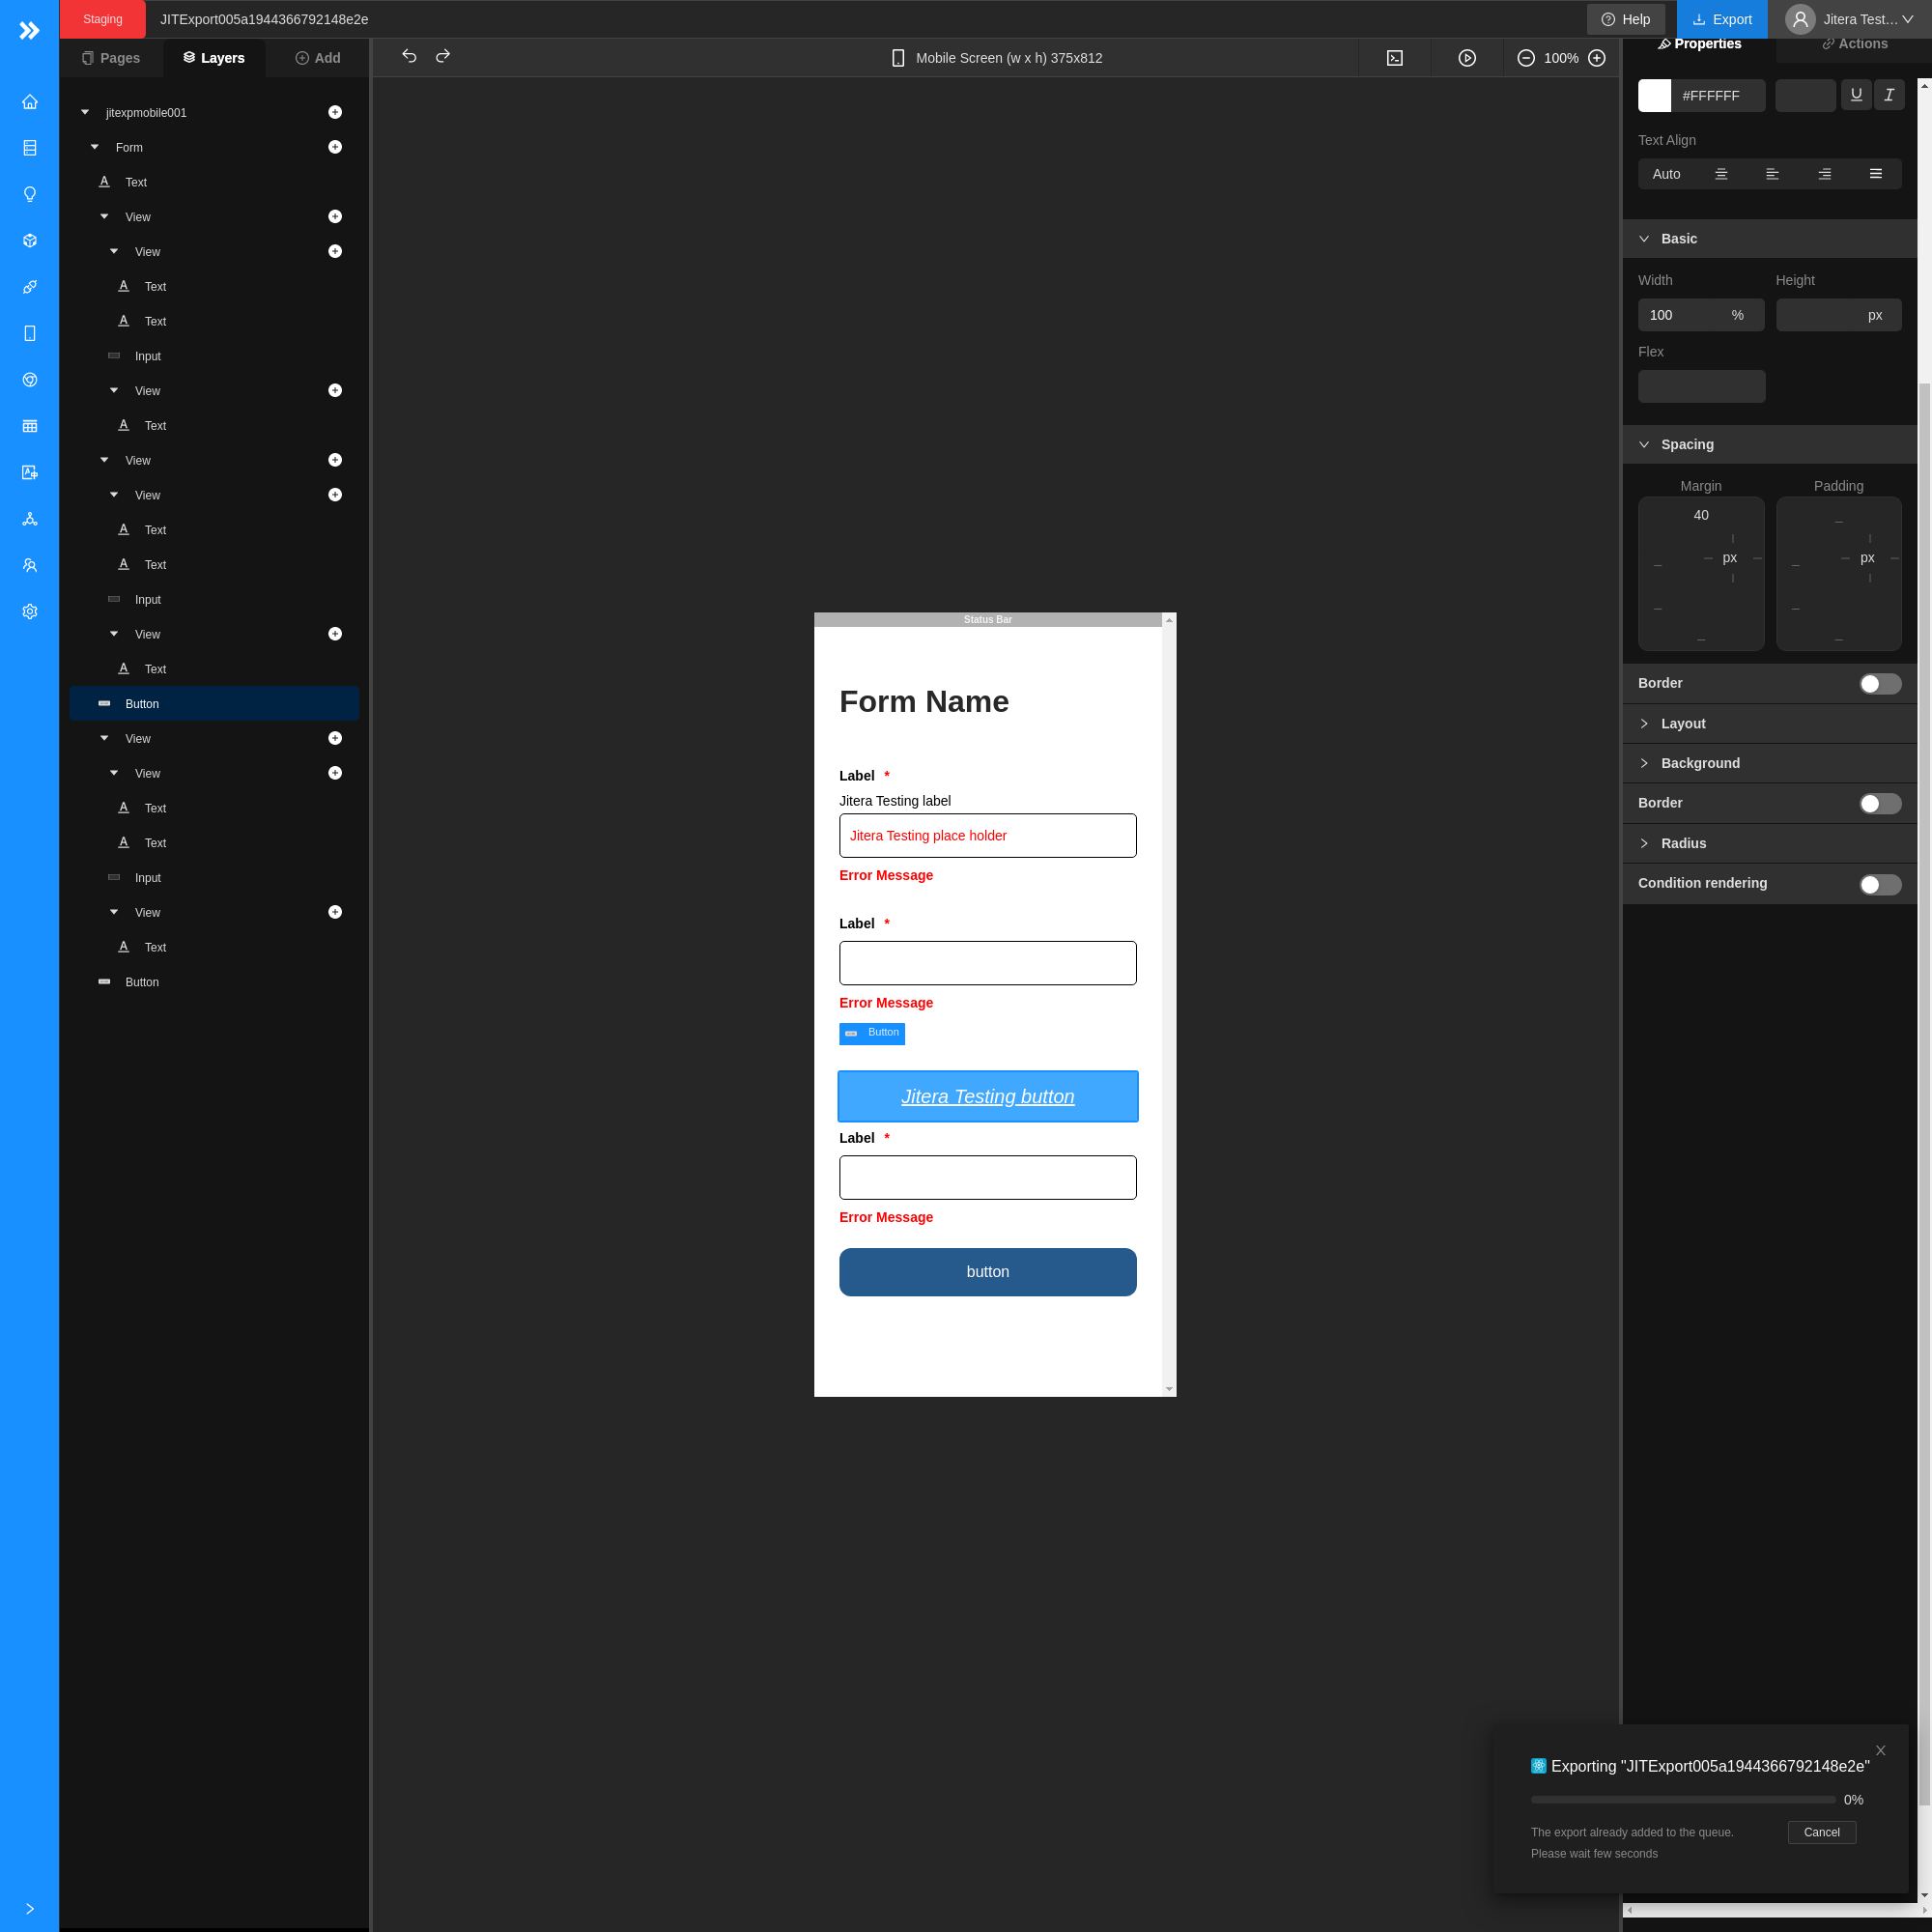 Staging
JITExport005a1944366792148e2e
Help
Export
Jitera Test...
Pages
Layers
Add
Mobile Screen (w x h) 375x812
100%
Properties
Actions
jitexpmobile001
Form
Text
View
View
Text
Text
Input
View
Text
View
View
Text
Text
Input
View
Text
Button
View
View
Text
Text
Input
View
Text
Button
Status Bar
Form Name
Label *
Jitera Testing label
Jitera Testing place holder
Error Message
Label *
Error Message
Button
Jitera Testing button
Label *
Error Message
button
#FFFFFF
U I
Text Align
Auto
Basic
Width
Height
100 %
px
Flex
Spacing
Margin
Padding
40
px
px
Border
Layout
Background
Border
Radius
Condition rendering
Exporting "JITExport005a1944366792148e2e"
0%
The export already added to the queue.
Please wait few seconds
Cancel